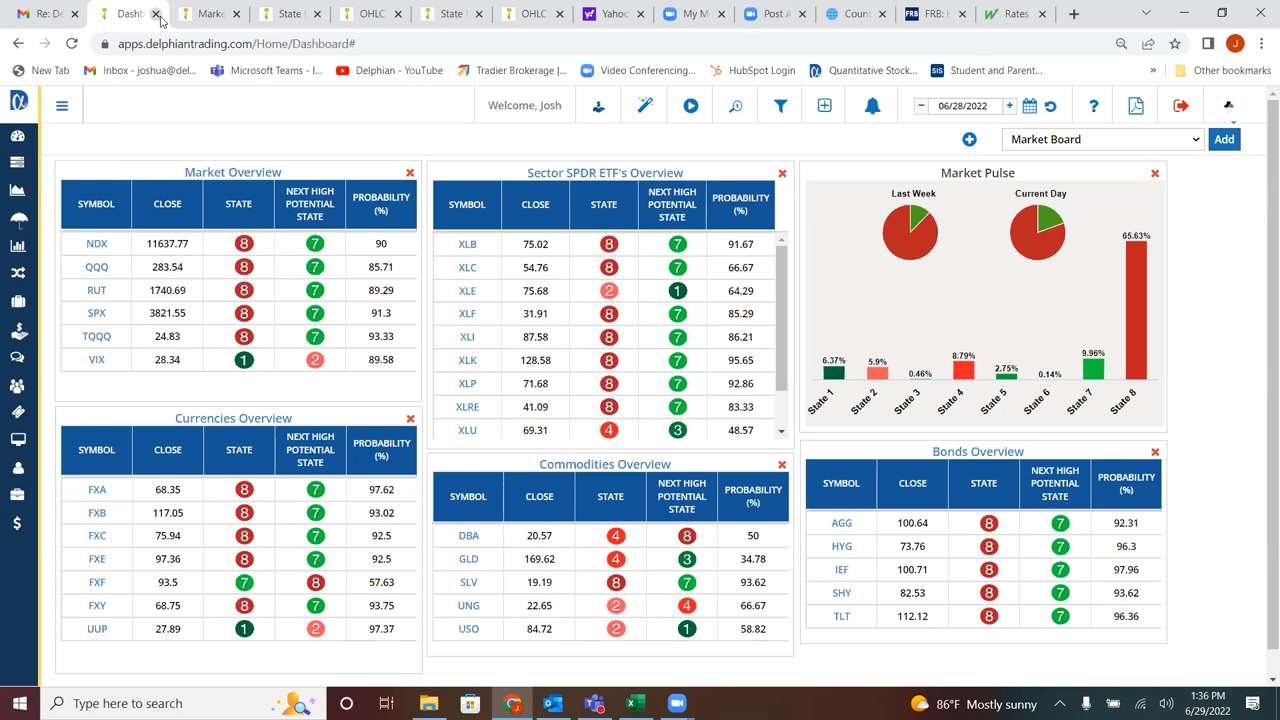 Re: De
Dashb
Marke
State
OHLC
State
OHLC
Yahoo
My M
Post A
Count
FRB: H
Rates
apps.delphiantrading.com/Home/Dashboard#
New Tab
Inbox - joshua@del...
Microsoft Teams - I...
Delphian - YouTube
Tradier Brokerage |...
Video Conferencing...
HubSpot Login
Quantitative Stock...
Student and Parent...
»
Other bookmarks
Welcome, Josh
06/28/2022
Market Board
Add
Market Overview
SYMBOL CLOSE STATE NEXT HIGH POTENTIAL STATE PROBABILITY (%)
NDX 11637.77 8 7 90
QQQ 283.54 8 7 85.71
RUT 1740.69 8 7 89.29
SPX 3821.55 8 7 91.3
TQQQ 24.83 8 7 93.33
VIX 28.34 1 2 89.58
Sector SPDR ETF's Overview
SYMBOL CLOSE STATE NEXT HIGH POTENTIAL STATE PROBABILITY (%)
XLB 75.02 8 7 91.67
XLC 54.76 8 7 66.67
XLE 75.68 2 1 64.29
XLF 31.91 8 7 85.29
XLI 87.58 8 7 86.21
XLK 128.58 8 7 95.65
XLP 71.68 8 7 92.86
XLRE 41.09 8 7 83.33
XLU 69.31 4 3 48.57
Market Pulse
Last Week
Current Day
6.37%
5.9%
0.46%
8.79%
2.75%
0.14%
9.96%
65.63%
State 1
State 2
State 3
State 4
State 5
State 6
State 7
State 8
Currencies Overview
SYMBOL CLOSE STATE NEXT HIGH POTENTIAL STATE PROBABILITY (%)
FXA 68.35 8 7 97.62
FXB 117.05 8 7 93.02
FXC 75.94 8 7 92.5
FXE 97.36 8 7 92.5
FXF 93.5 7 8 57.63
FXY 68.75 8 7 93.75
UUP 27.89 1 2 97.37
Commodities Overview
SYMBOL CLOSE STATE NEXT HIGH POTENTIAL STATE PROBABILITY (%)
DBA 20.57 4 8 50
GLD 169.62 4 3 34.78
SLV 19.19 8 7 93.62
UNG 22.65 2 4 66.67
USO 84.72 2 1 58.82
Bonds Overview
SYMBOL CLOSE STATE NEXT HIGH POTENTIAL STATE PROBABILITY (%)
AGG 100.64 8 7 92.31
HYG 73.76 8 7 96.3
IEF 100.71 8 7 97.96
SHY 82.53 8 7 93.62
TLT 112.12 8 7 96.36
Type here to search
86°F Mostly sunny
1:36 PM
6/29/2022